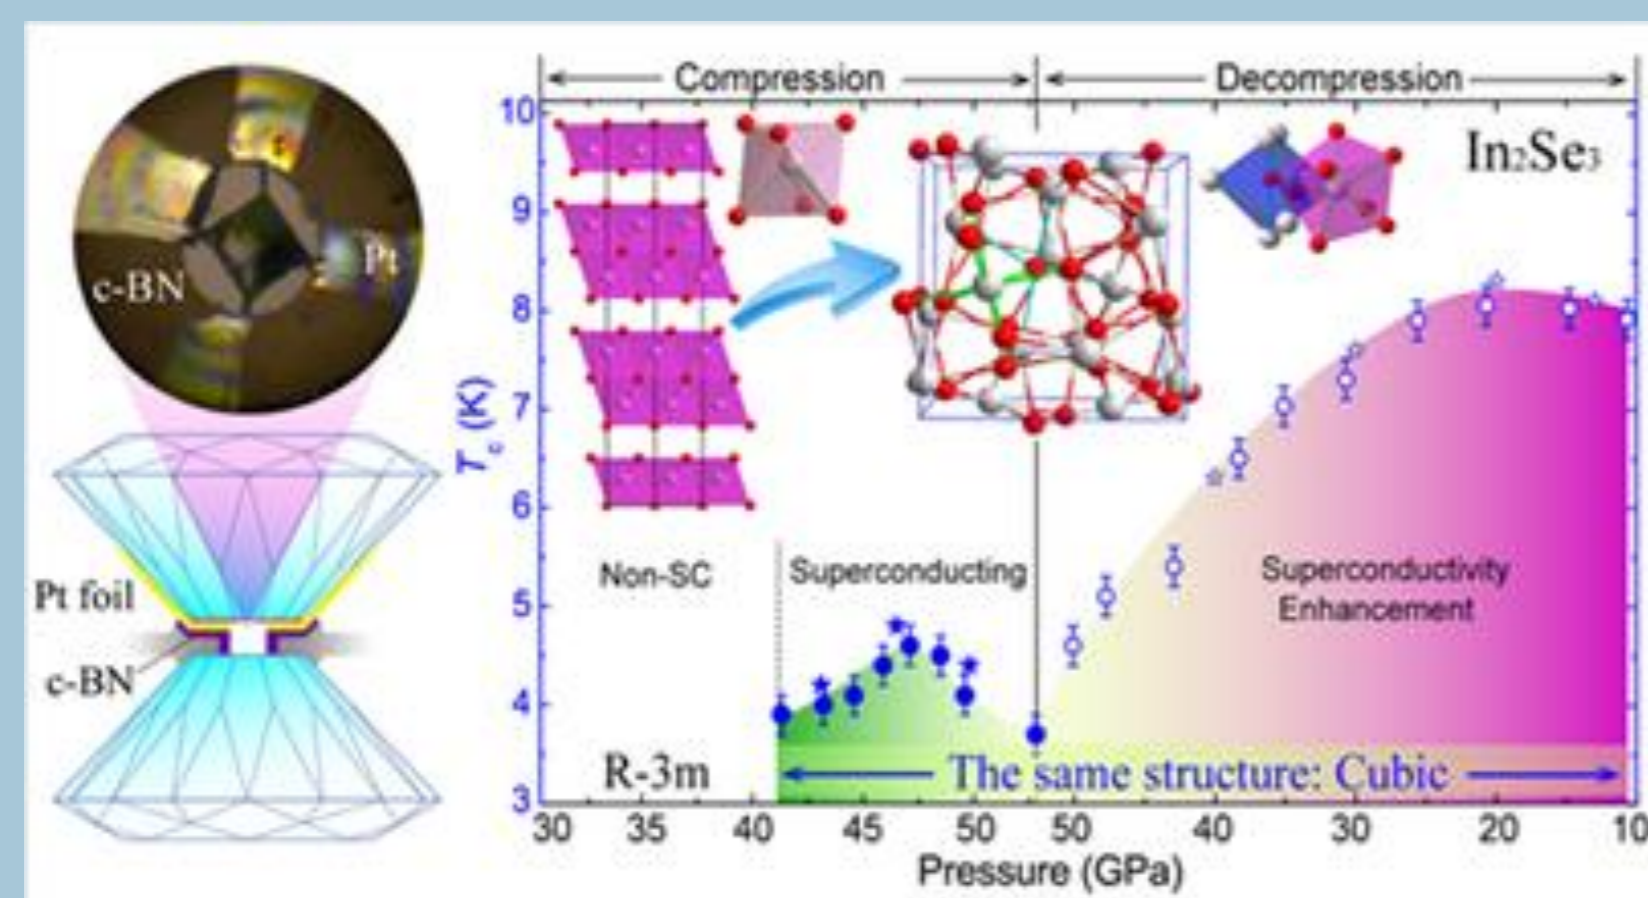 c-BN
Pt
Pt foil
c-BN
Compression
Decompression
In₂Se₃
10
9
8
7
6
5
4
3
T_c (K)
Non-SC
Superconducting
Superconductivity
Enhancement
R-3m
The same structure: Cubic
30 35 40 45 50 50 40 30 20 10
Pressure (GPa)